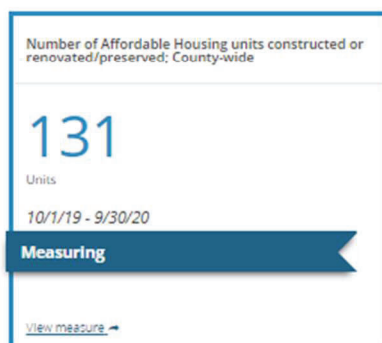 Number of Affordable Housing units constructed or
renovated/preserved; County-wide
131
Units
10/1/19 - 9/30/20
Measuring
View measure